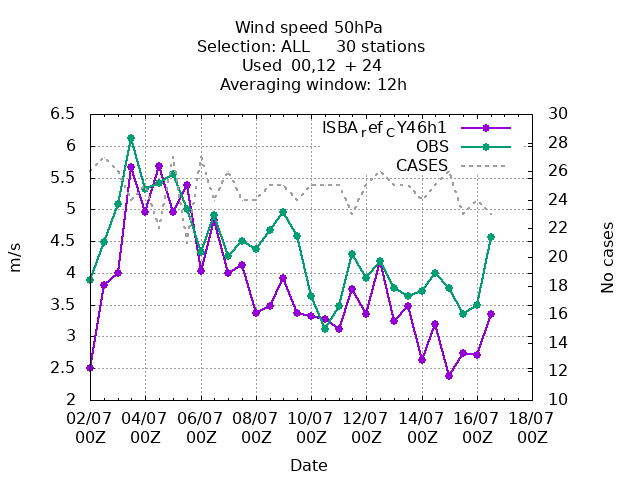 Wind speed 50hPa
Selection: ALL 30 stations
Used 00,12 + 24
Averaging window: 12h
ISBA_ref_CY46h1
OBS
CASES
6.5
6
5.5
5
4.5
4
3.5
3
2.5
2
30
28
26
24
22
20
18
16
14
12
10
m/s
No cases
02/07 04/07 06/07 08/07 10/07 12/07 14/07 16/07 18/07
00Z 00Z 00Z 00Z 00Z 00Z 00Z 00Z 00Z
Date